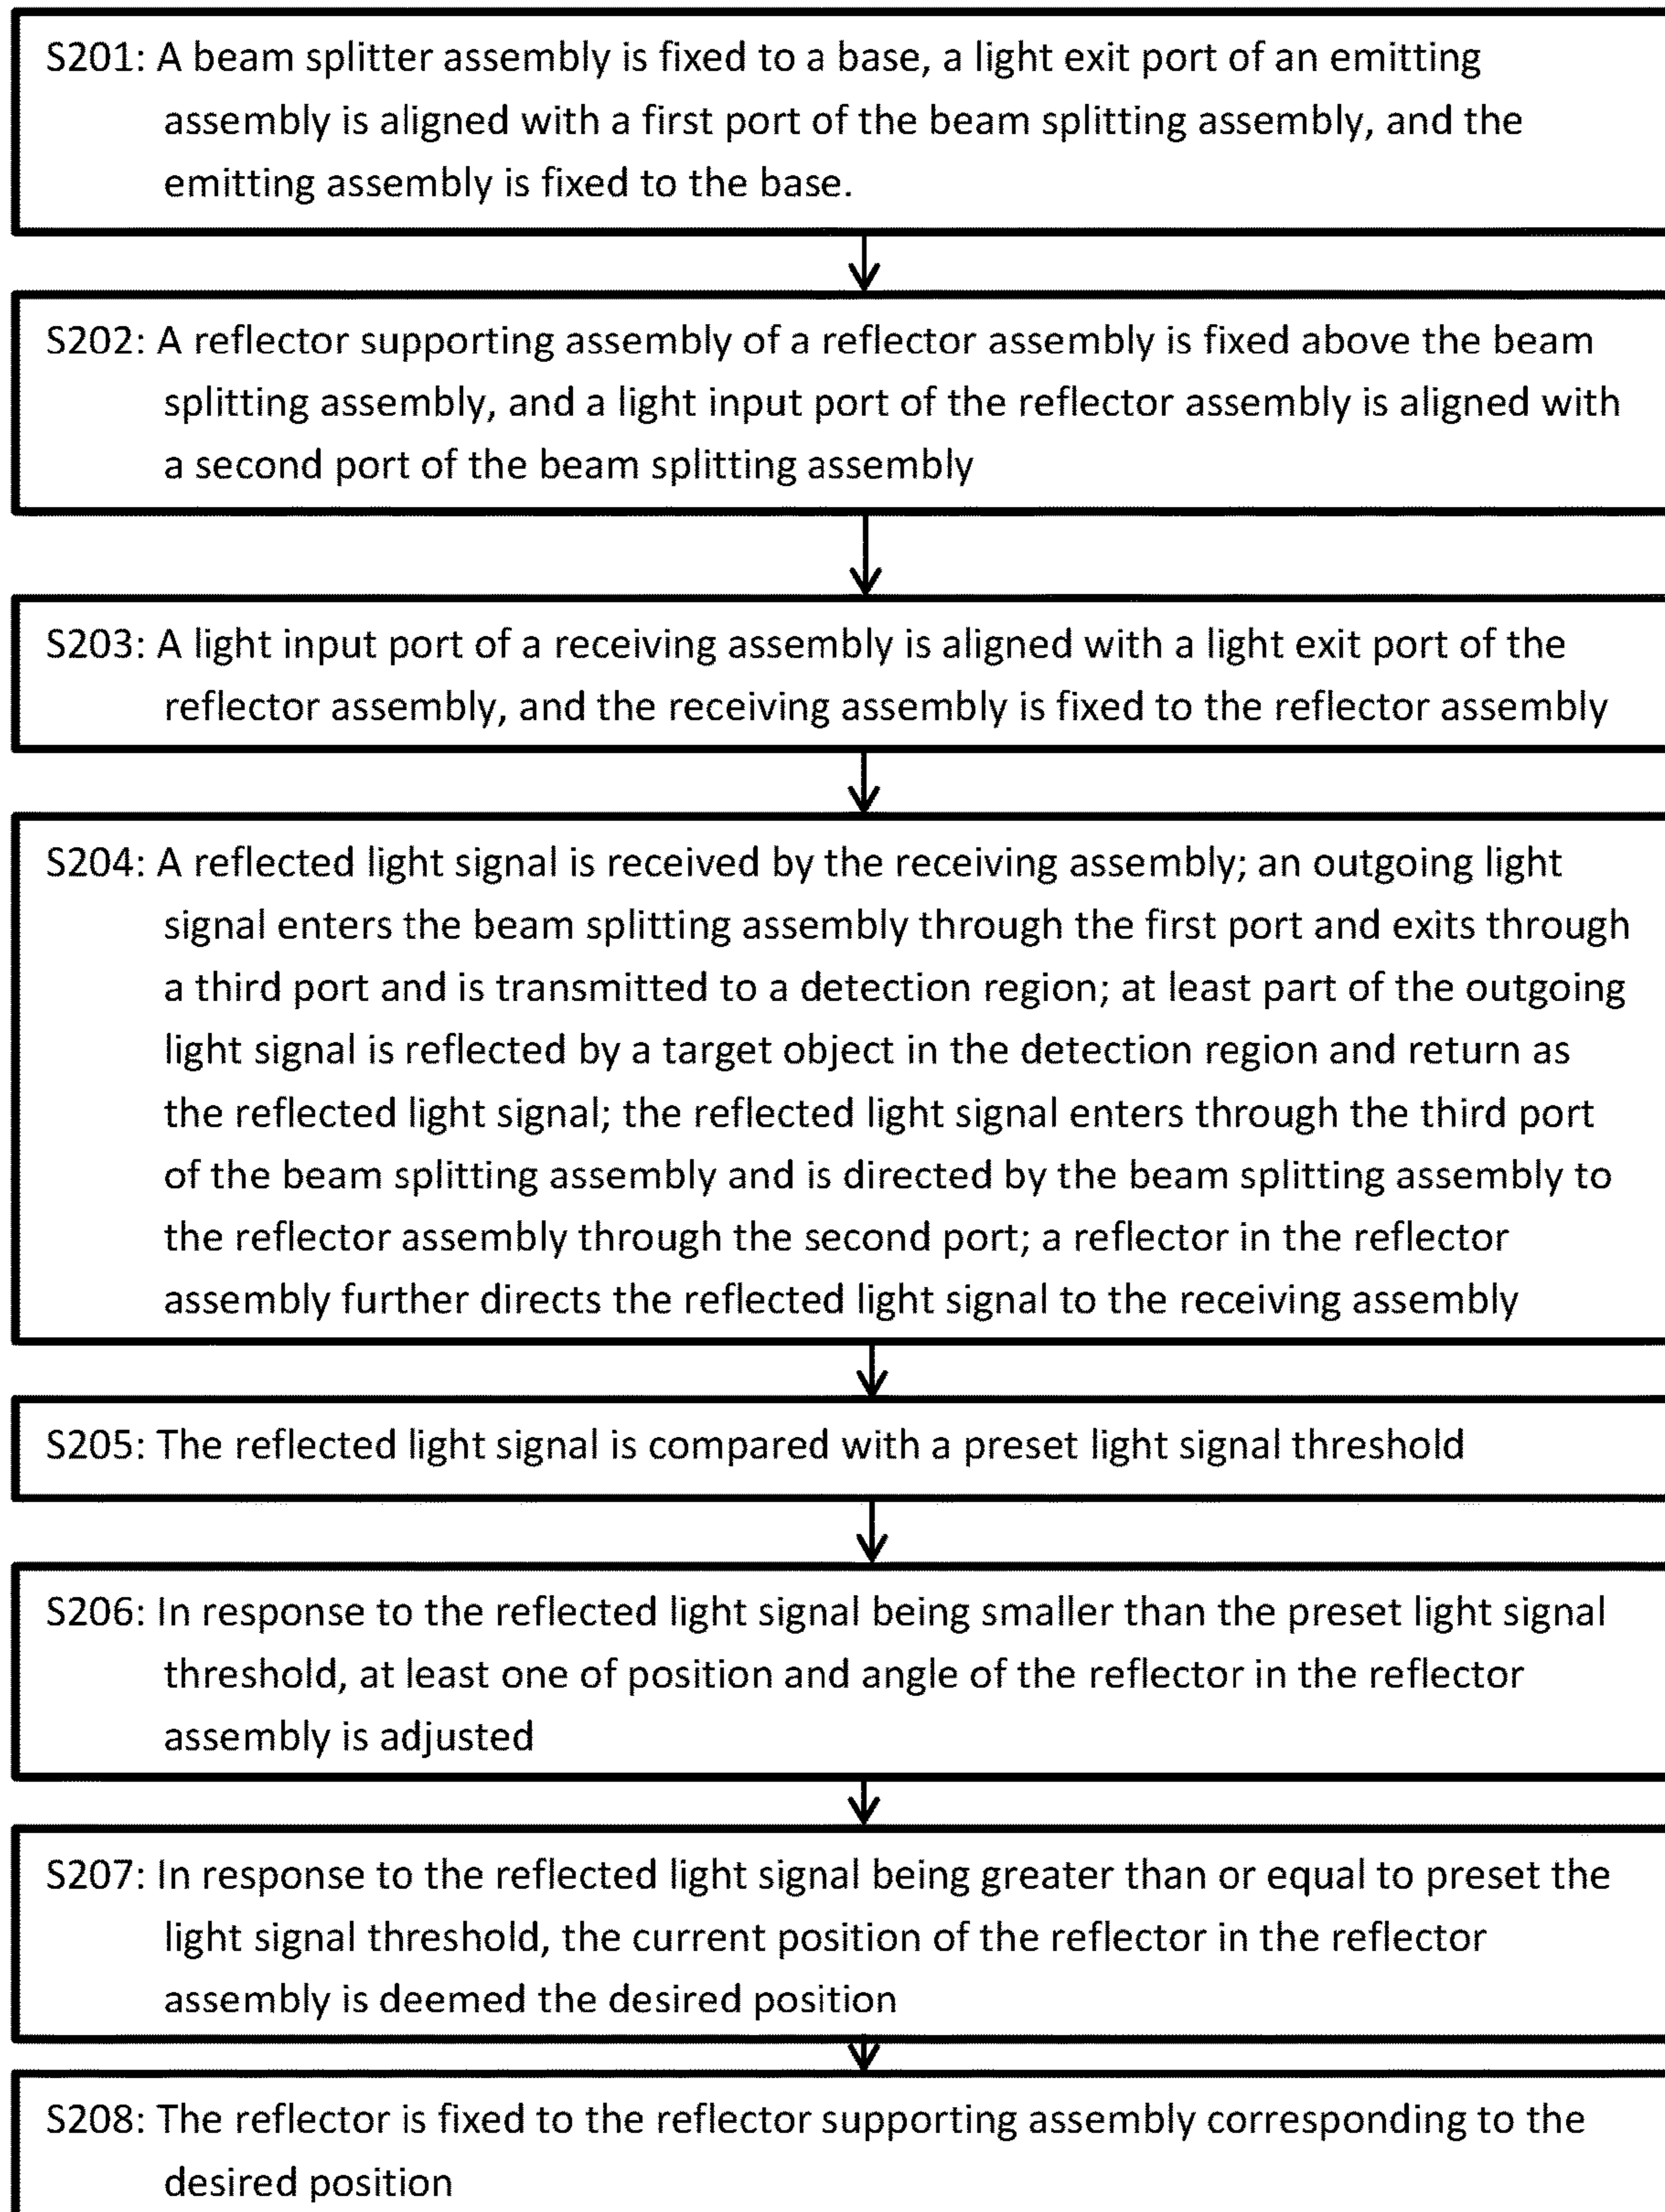 S201: A beam splitter assembly is fixed to a base, a light exit port of an emitting
assembly is aligned with a first port of the beam splitting assembly, and the
emitting assembly is fixed to the base.
S202: A reflector supporting assembly of a reflector assembly is fixed above the beam
splitting assembly, and a light input port of the reflector assembly is aligned with
a second port of the beam splitting assembly
S203: A light input port of a receiving assembly is aligned with a light exit port of the
reflector assembly, and the receiving assembly is fixed to the reflector assembly
S204: A reflected light signal is received by the receiving assembly; an outgoing light
signal enters the beam splitting assembly through the first port and exits through
a third port and is transmitted to a detection region; at least part of the outgoing
light signal is reflected by a target object in the detection region and return as
the reflected light signal; the reflected light signal enters through the third port
of the beam splitting assembly and is directed by the beam splitting assembly to
the reflector assembly through the second port; a reflector in the reflector
assembly further directs the reflected light signal to the receiving assembly
S205: The reflected light signal is compared with a preset light signal threshold
S206: In response to the reflected light signal being smaller than the preset light signal
threshold, at least one of position and angle of the reflector in the reflector
assembly is adjusted
S207: In response to the reflected light signal being greater than or equal to preset the
light signal threshold, the current position of the reflector in the reflector
assembly is deemed the desired position
S208: The reflector is fixed to the reflector supporting assembly corresponding to the
desired position